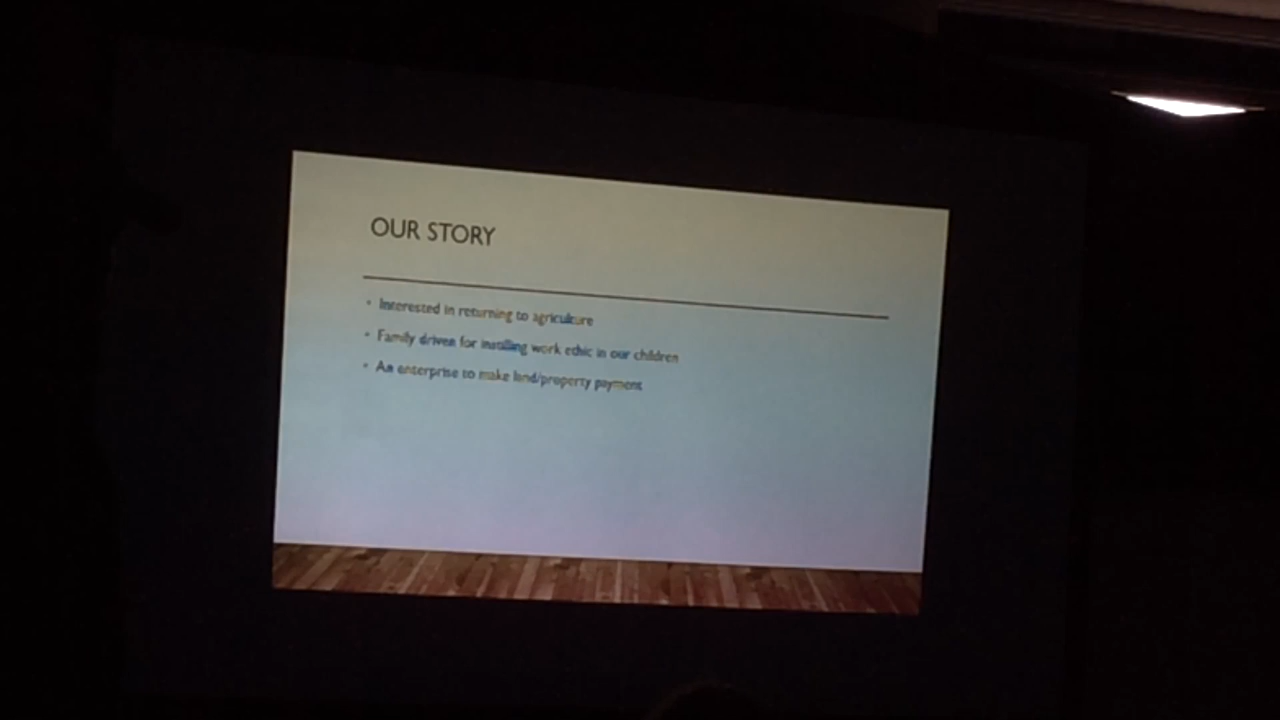 OUR STORY
• Interested in returning to agriculture
• Family driven for instilling work ethic in our children
• An enterprise to make land/property payment